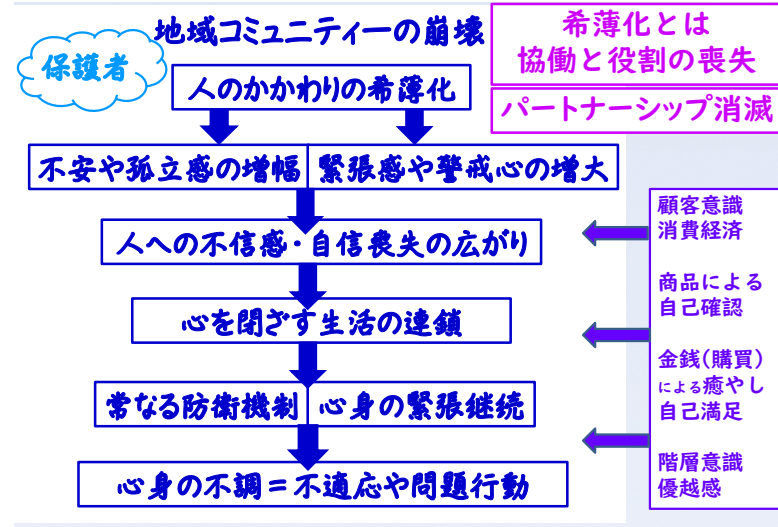 地域コミュニティーの崩壊
保護者
希薄化とは
協働と役割の喪失
人のかかわりの希薄化
パートナーシップ消滅
不安や孤立感の増幅
緊張感や警戒心の増大
人への不信感・自信喪失の広がり
心を閉ざす生活の連鎖
常なる防衛機制
心身の緊張継続
心身の不調＝不適応や問題行動
顧客意識
消費経済
商品による
自己確認
金銭(購買)
による癒やし
自己満足
階層意識
優越感